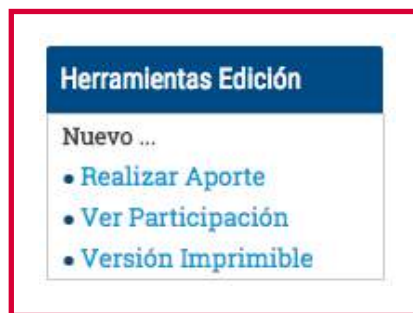 Herramientas Edición
Nuevo ...
• Realizar Aporte
• Ver Participación
• Versión Imprimible